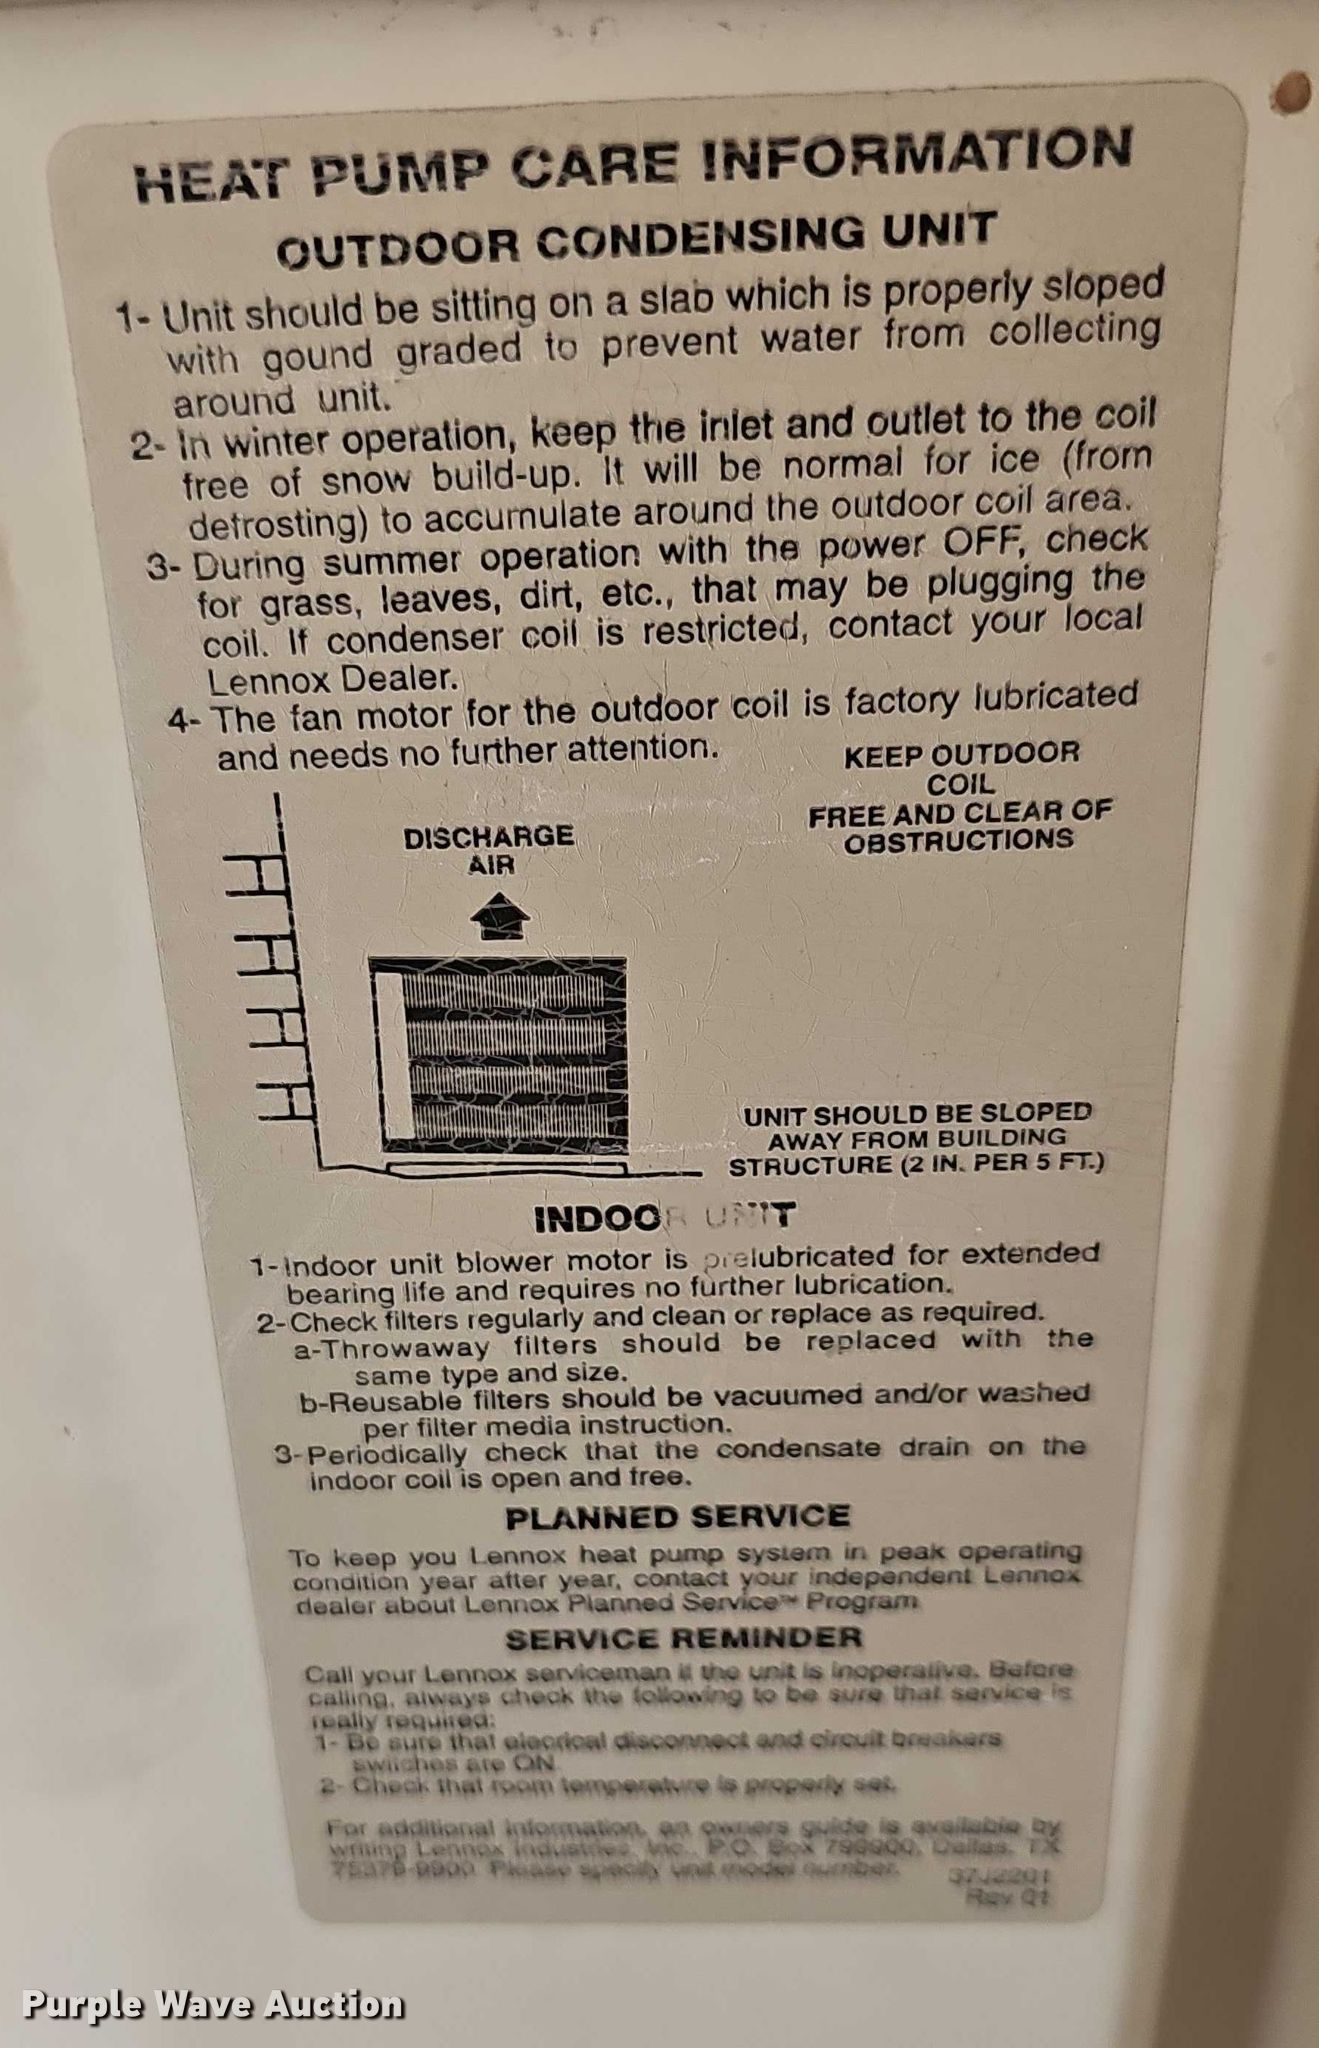 HEAT PUMP CARE INFORMATION
OUTDOOR CONDENSING UNIT
1- Unit should be sitting on a slab which is properly sloped
with gound graded to prevent water from collecting
around unit.
2- In winter operation, keep the inlet and outlet to the coil
free of snow build-up. It will be normal for ice (from
defrosting) to accumulate around the outdoor coil area.
3- During summer operation with the power OFF, check
for grass, leaves, dirt, etc., that may be plugging the
coil. If condenser coil is restricted, contact your local
Lennox Dealer.
4- The fan motor for the outdoor coil is factory lubricated
and needs no further attention.
KEEP OUTDOOR
COIL
FREE AND CLEAR OF
OBSTRUCTIONS
DISCHARGE
AIR
UNIT SHOULD BE SLOPED
AWAY FROM BUILDING
STRUCTURE (2 IN. PER 5 FT.)
INDOOR UNIT
1-Indoor unit blower motor is prelubricated for extended
bearing life and requires no further lubrication.
2-Check filters regularly and clean or replace as required.
a-Throwaway filters should be replaced with the
same type and size.
b-Reusable filters should be vacuumed and/or washed
per filter media instruction.
3-Periodically check that the condensate drain on the
indoor coil is open and free.
PLANNED SERVICE
To keep you Lennox heat pump system in peak operating
condition year after year, contact your independent Lennox
dealer about Lennox Planned Service™ Program
SERVICE REMINDER
Call your Lennox serviceman if the unit is inoperative. Before
calling, always check the following to be sure that service is
really required:
1- Be sure that elecrical disconnect and circuit breakers
switches are ON.
2- Check that room temperature is properly set.
For additional information, an owners guide is available by
writing Lennox Industries, Inc., P.O. Box 799900, Dallas, TX
75379-9900. Please specify unit model number.
Purple Wave Auction